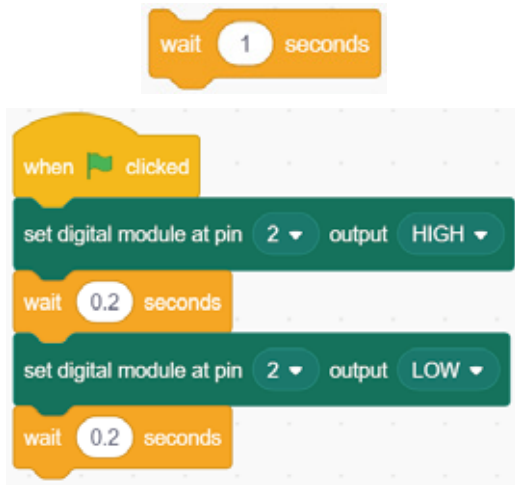 wait 1 seconds
when clicked
set digital module at pin 2 output HIGH
wait 0.2 seconds
set digital module at pin 2 output LOW
wait 0.2 seconds